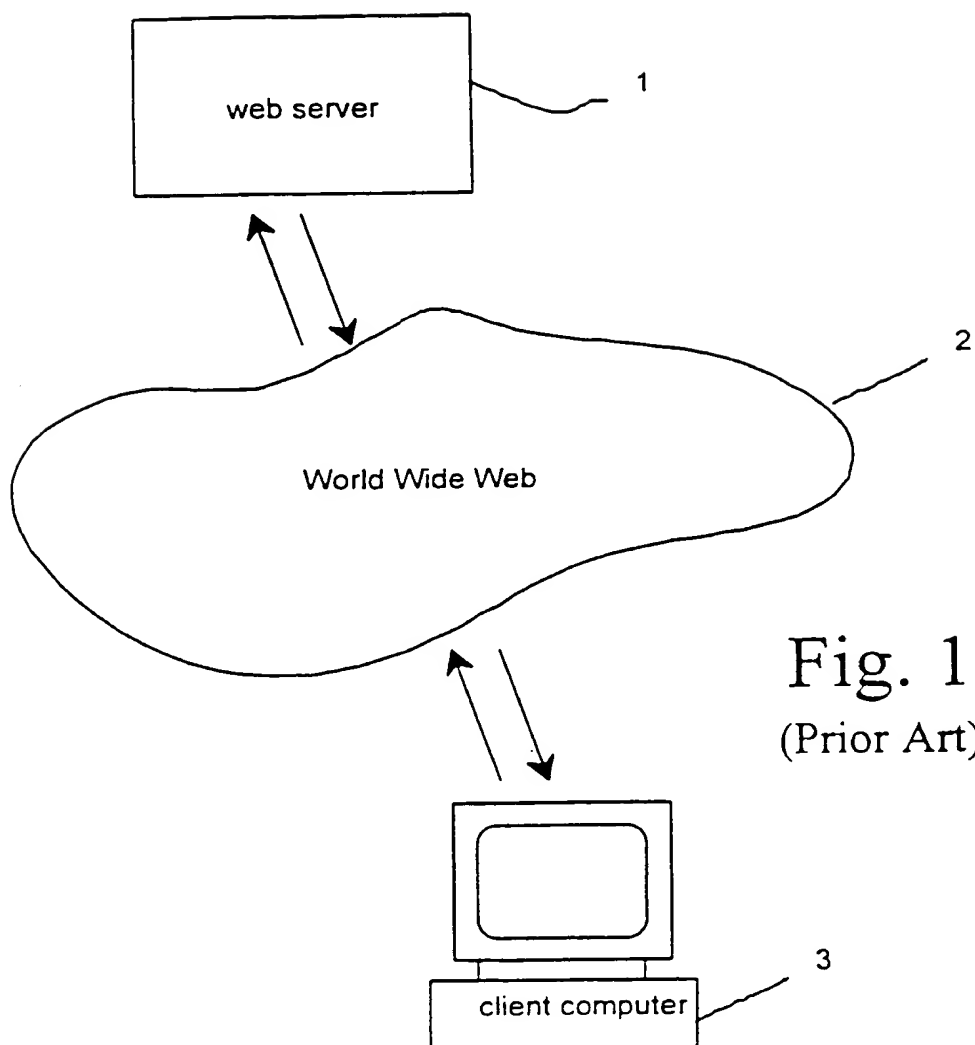 1
web server
2
World Wide Web
Fig. 1
(Prior Art)
3
client computer